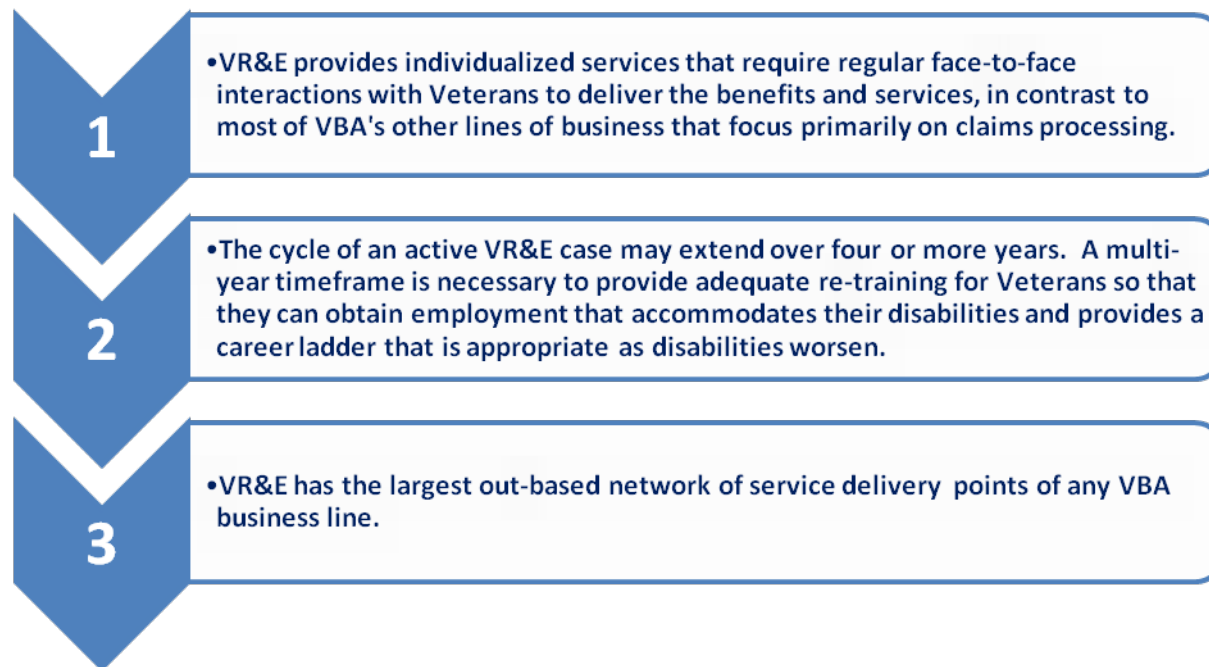 1
•VR&E provides individualized services that require regular face-to-face
interactions with Veterans to deliver the benefits and services, in contrast to
most of VBA's other lines of business that focus primarily on claims processing.
2
•The cycle of an active VR&E case may extend over four or more years.  A multi-
year timeframe is necessary to provide adequate re-training for Veterans so that
they can obtain employment that accommodates their disabilities and provides a
career ladder that is appropriate as disabilities worsen.
3
•VR&E has the largest out-based network of service delivery  points of any VBA
business line.